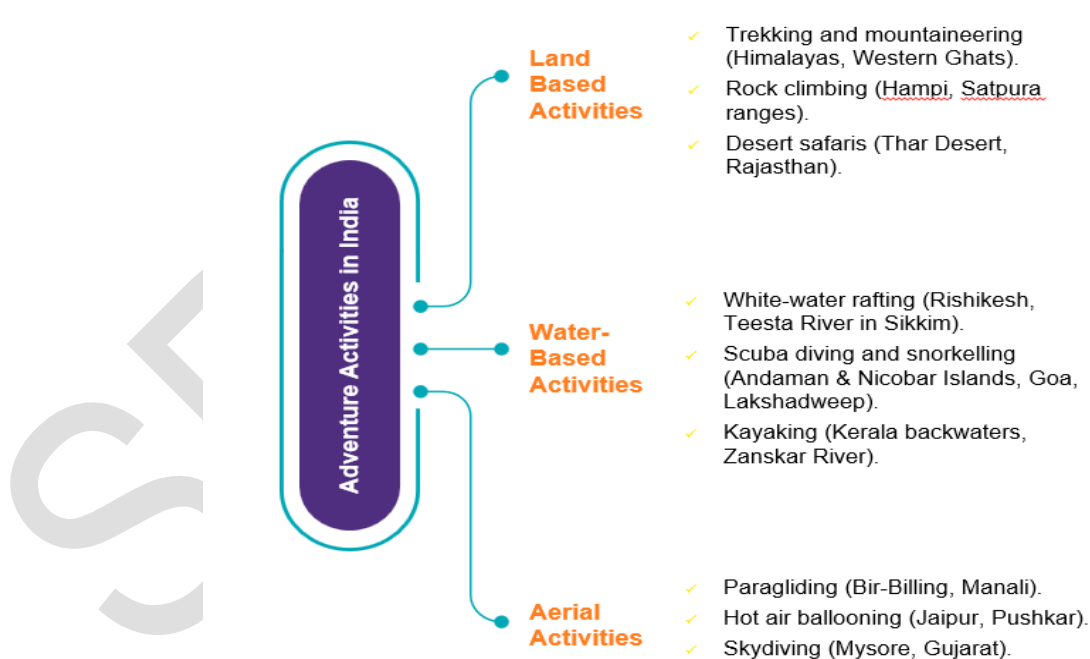 Adventure Activities in India
Land
Based
Activities
Trekking and mountaineering
(Himalayas, Western Ghats).
Rock climbing (Hampi, Satpura
ranges).
Desert safaris (Thar Desert,
Rajasthan).
Water-
Based
Activities
White-water rafting (Rishikesh,
Teesta River in Sikkim).
Scuba diving and snorkelling
(Andaman & Nicobar Islands, Goa,
Lakshadweep).
Kayaking (Kerala backwaters,
Zanskar River).
Aerial
Activities
Paragliding (Bir-Billing, Manali).
Hot air ballooning (Jaipur, Pushkar).
Skydiving (Mysore, Gujarat).